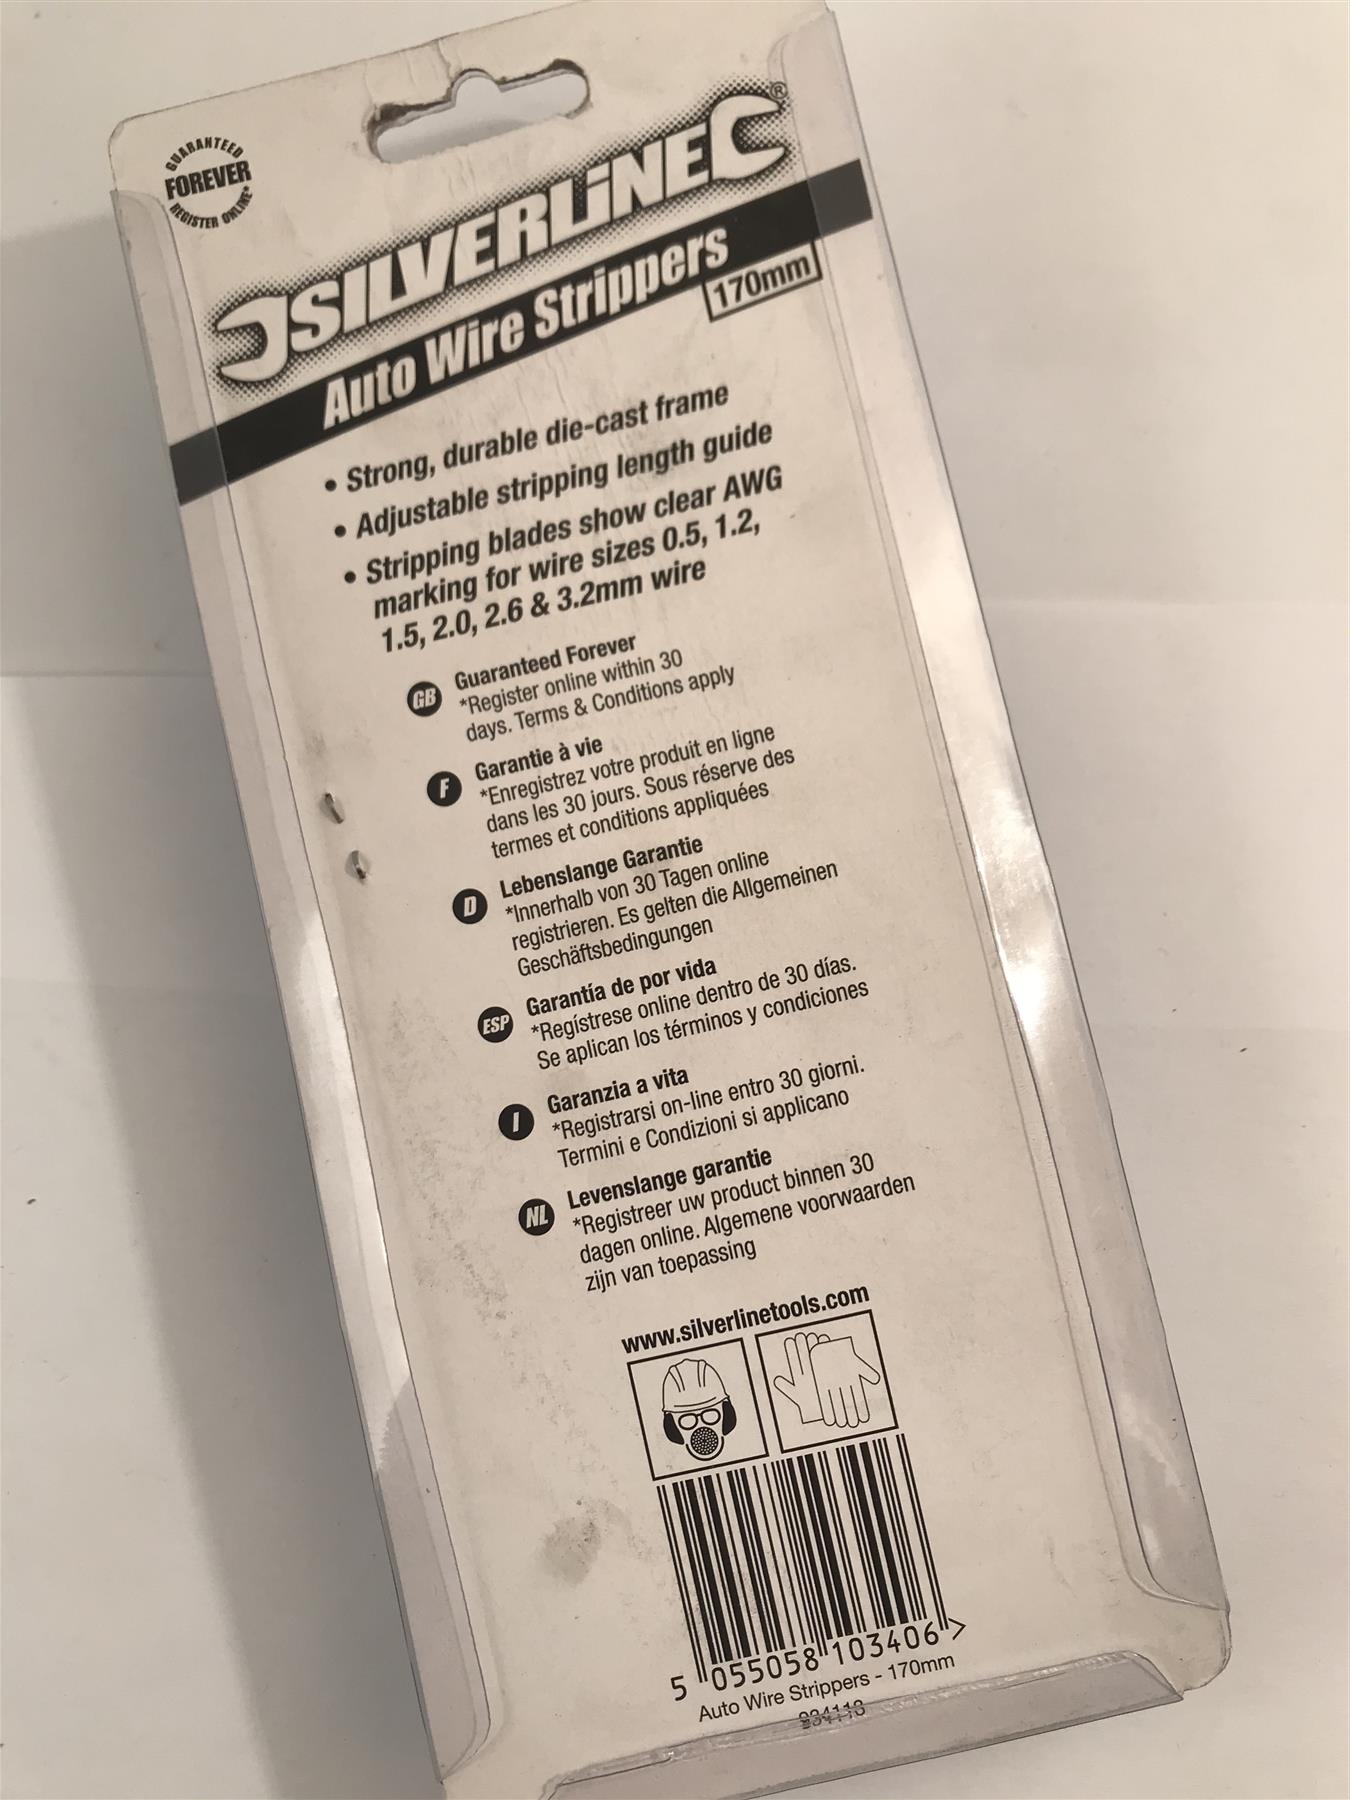 GUARANTEED
FOREVER
REGISTER ONLINE*
SILVERLINE®
Auto Wire Strippers
170mm
• Strong, durable die-cast frame
• Adjustable stripping length guide
• Stripping blades show clear AWG
marking for wire sizes 0.5, 1.2,
1.5, 2.0, 2.6 & 3.2mm wire
GB
Guaranteed Forever
*Register online within 30
days. Terms & Conditions apply
F
Garantie à vie
*Enregistrez votre produit en ligne
dans les 30 jours. Sous réserve des
termes et conditions appliquées
D
Lebenslange Garantie
*Innerhalb von 30 Tagen online
registrieren. Es gelten die Allgemeinen
Geschäftsbedingungen
ESP
Garantía de por vida
*Regístrese online dentro de 30 días.
Se aplican los términos y condiciones
I
Garanzia a vita
*Registrarsi on-line entro 30 giorni.
Termini e Condizioni si applicano
NL
Levenslange garantie
*Registreer uw product binnen 30
dagen online. Algemene voorwaarden
zijn van toepassing
www.silverlinetools.com
5 055058 103406 >
Auto Wire Strippers - 170mm